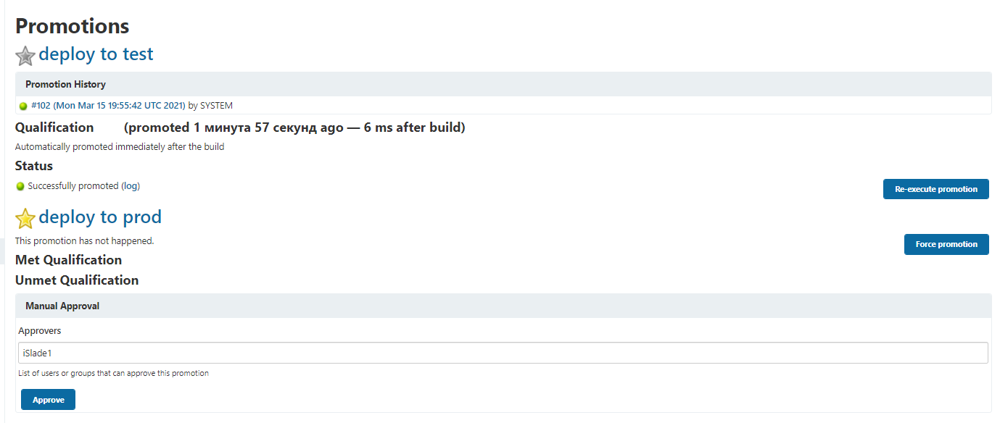 Promotions
deploy to test
Promotion History
#102 (Mon Mar 15 19:55:42 UTC 2021) by SYSTEM
Qualification (promoted 1 минута 57 секунд ago — 6 ms after build)
Automatically promoted immediately after the build
Status
Successfully promoted (log)
Re-execute promotion
deploy to prod
This promotion has not happened.
Force promotion
Met Qualification
Unmet Qualification
Manual Approval
Approvers
iSlade1
List of users or groups that can approve this promotion
Approve